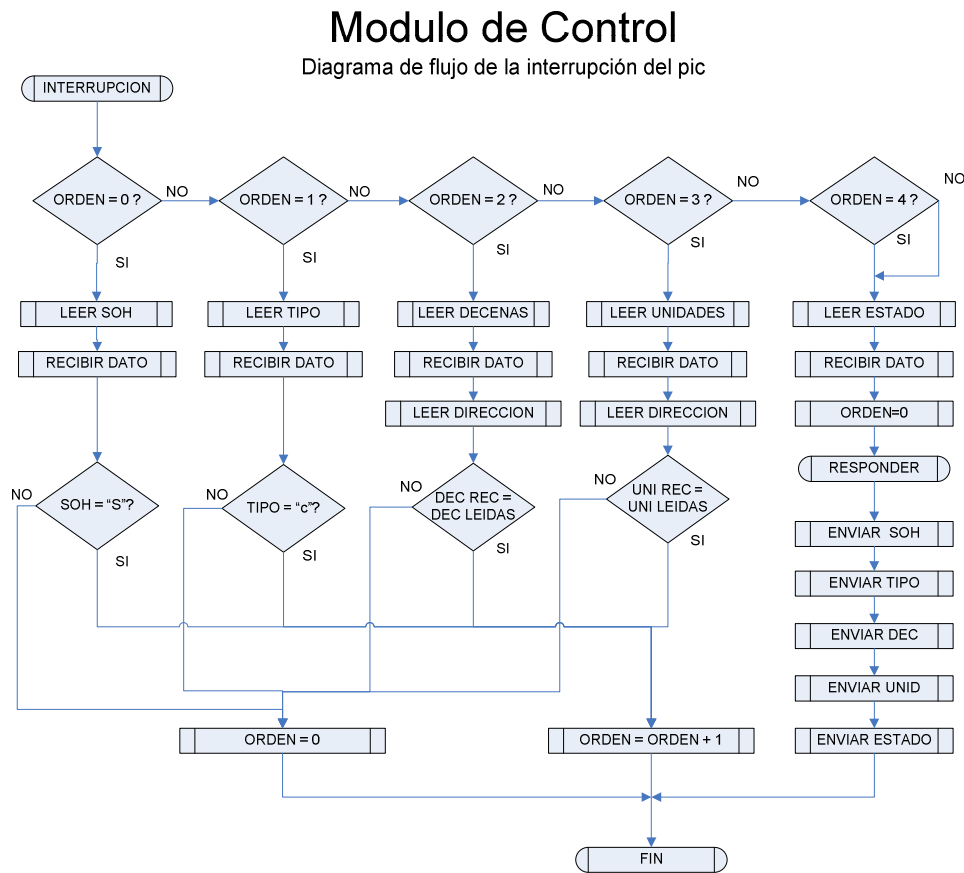 Modulo de Control
Diagrama de flujo de la interrupción del pic
INTERRUPCION
ORDEN = 0 ?
NO
ORDEN = 1 ?
NO
ORDEN = 2 ?
NO
ORDEN = 3 ?
NO
ORDEN = 4 ?
NO
SI
SI
SI
SI
SI
LEER SOH
LEER TIPO
LEER DECENAS
LEER UNIDADES
LEER ESTADO
RECIBIR DATO
RECIBIR DATO
RECIBIR DATO
RECIBIR DATO
RECIBIR DATO
LEER DIRECCION
LEER DIRECCION
ORDEN=0
RESPONDER
NO
SOH = “S”?
SI
NO
TIPO = “c”?
SI
NO
DEC REC =
DEC LEIDAS
SI
NO
UNI REC =
UNI LEIDAS
SI
ENVIAR SOH
ENVIAR TIPO
ENVIAR DEC
ENVIAR UNID
ORDEN = 0
ORDEN = ORDEN + 1
ENVIAR ESTADO
FIN